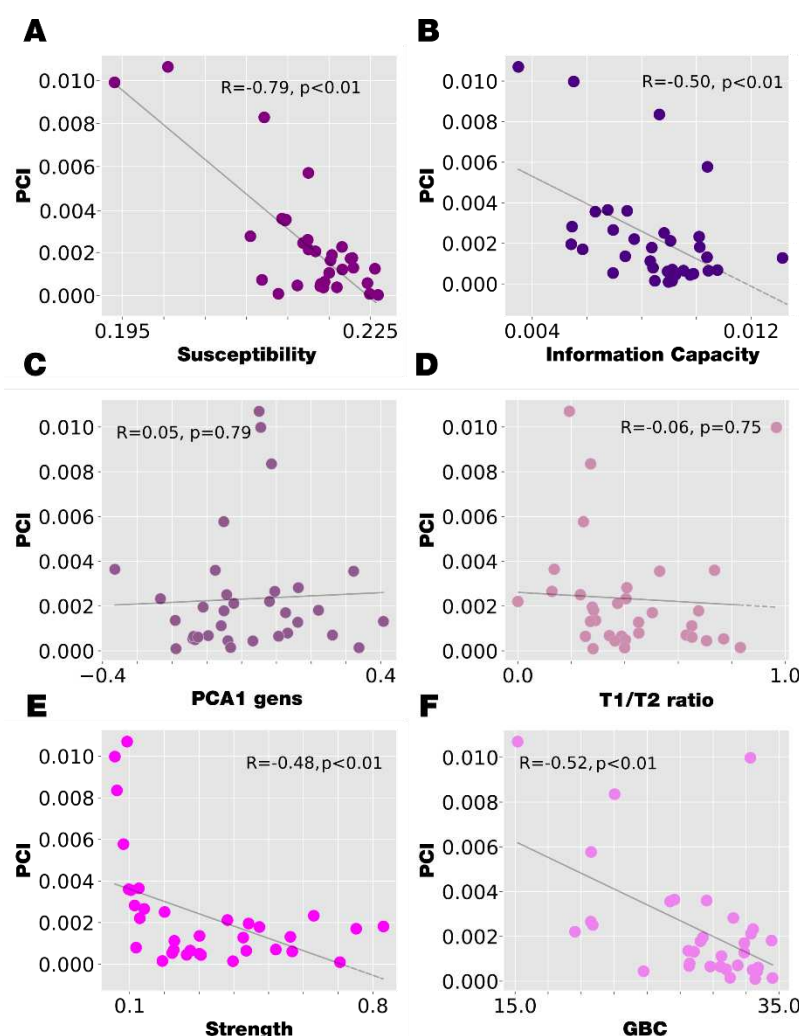 A
R=-0.79, p<0.01
PCI
0.010
0.008
0.006
0.004
0.002
0.000
0.195
0.225
Susceptibility
B
R=-0.50, p<0.01
PCI
0.010
0.008
0.006
0.004
0.002
0.000
0.004
0.012
Information Capacity
C
R=0.05, p=0.79
PCI
0.010
0.008
0.006
0.004
0.002
0.000
−0.4
0.4
PCA1 gens
D
R=-0.06, p=0.75
PCI
0.010
0.008
0.006
0.004
0.002
0.000
0.0
1.0
T1/T2 ratio
E
R=-0.48, p<0.01
PCI
0.010
0.008
0.006
0.004
0.002
0.000
0.1
0.8
Strength
F
R=-0.52, p<0.01
PCI
0.010
0.008
0.006
0.004
0.002
0.000
15.0
35.0
GBC